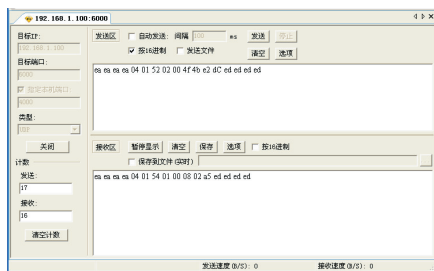 192.168.1.100:6000
目标IP:
192.168.1.100
目标端口:
6000
指定本机端口:
6000
类型:
UDP
关闭
计数
发送:
17
接收:
16
清空计数
发送区 自动发送: 间隔 100 ms 发送 停止
按16进制 发送文件 清空 选项
ea ea ea ea 04 01 52 02 00 4f 4b e2 dC ed ed ed ed
接收区 暂停显示 清空 保存 选项 按16进制
保存到文件(实时)
ea ea ea ea 04 01 54 01 00 08 02 a5 ed ed ed ed
发送速度(B/S): 0 接收速度(B/S): 0